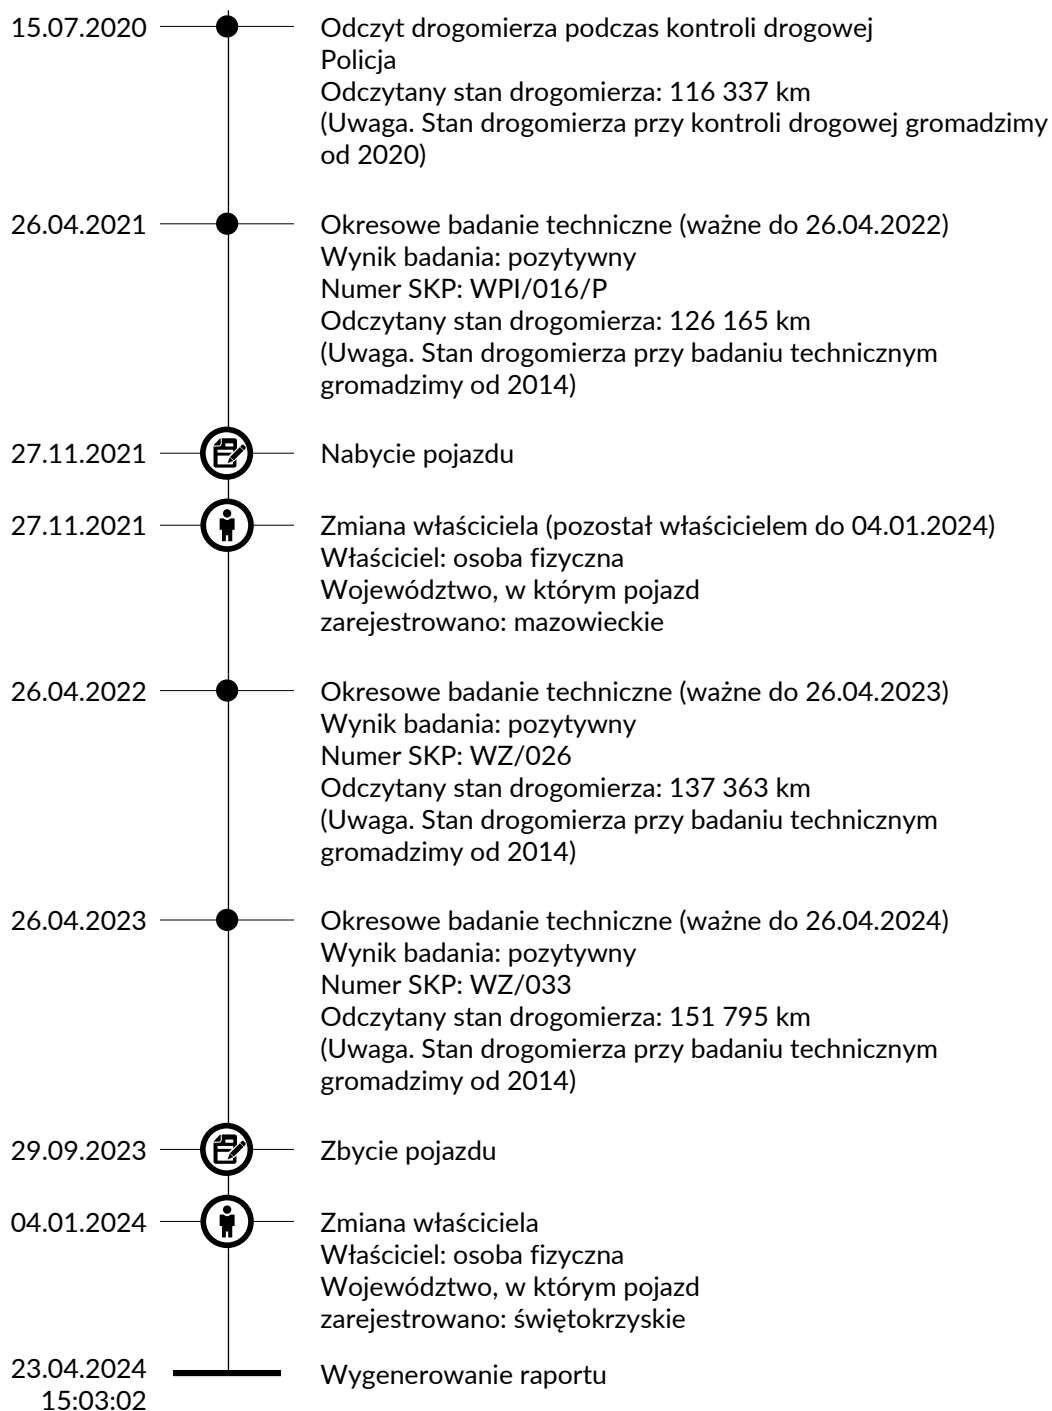 15.07.2020
Odczyt drogomierza podczas kontroli drogowej
Policja
Odczytany stan drogomierza: 116 337 km
(Uwaga. Stan drogomierza przy kontroli drogowej gromadzimy
od 2020)
26.04.2021
Okresowe badanie techniczne (ważne do 26.04.2022)
Wynik badania: pozytywny
Numer SKP: WPI/016/P
Odczytany stan drogomierza: 126 165 km
(Uwaga. Stan drogomierza przy badaniu technicznym
gromadzimy od 2014)
27.11.2021
Nabycie pojazdu
27.11.2021
Zmiana właściciela (pozostał właścicielem do 04.01.2024)
Właściciel: osoba fizyczna
Województwo, w którym pojazd
zarejestrowano: mazowieckie
26.04.2022
Okresowe badanie techniczne (ważne do 26.04.2023)
Wynik badania: pozytywny
Numer SKP: WZ/026
Odczytany stan drogomierza: 137 363 km
(Uwaga. Stan drogomierza przy badaniu technicznym
gromadzimy od 2014)
26.04.2023
Okresowe badanie techniczne (ważne do 26.04.2024)
Wynik badania: pozytywny
Numer SKP: WZ/033
Odczytany stan drogomierza: 151 795 km
(Uwaga. Stan drogomierza przy badaniu technicznym
gromadzimy od 2014)
29.09.2023
Zbycie pojazdu
04.01.2024
Zmiana właściciela
Właściciel: osoba fizyczna
Województwo, w którym pojazd
zarejestrowano: świętokrzyskie
23.04.2024
15:03:02
Wygenerowanie raportu